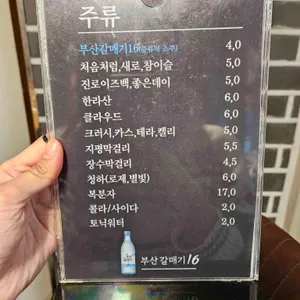 주류
부산갈매기16(증류식 소주) 4,0
처음처럼,새로,참이슬 5,0
진로이즈백,좋은데이 5,0
한라산 6,0
클라우드 6,0
크러시,카스,테라,켈리 5,0
지평막걸리 5,5
장수막걸리 4,5
청하(로제,별빛) 6,0
복분자 17,0
콜라/사이다 2,0
토닉워터 2,0
부산갈매기16